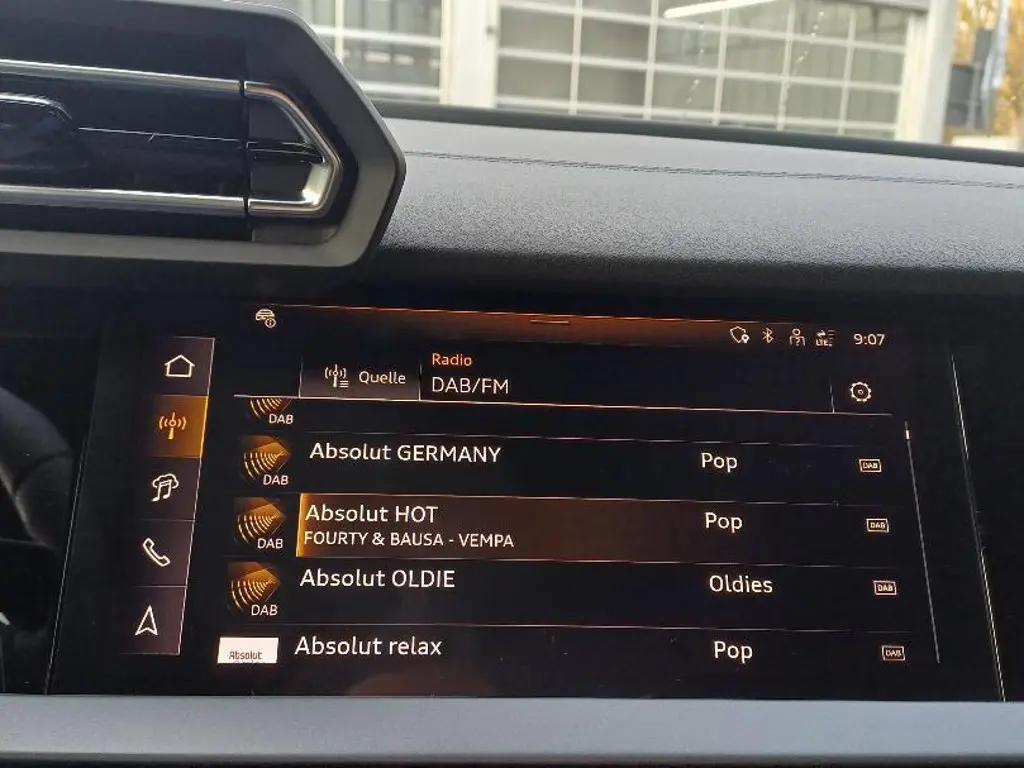 LTE
9:07
Quelle
Radio
DAB/FM
DAB
Absolut GERMANY
Pop
DAB
DAB
Absolut HOT
FOURTY & BAUSA - VEMPA
Pop
DAB
DAB
Absolut OLDIE
Oldies
DAB
DAB
Absolut
Absolut relax
Pop
DAB